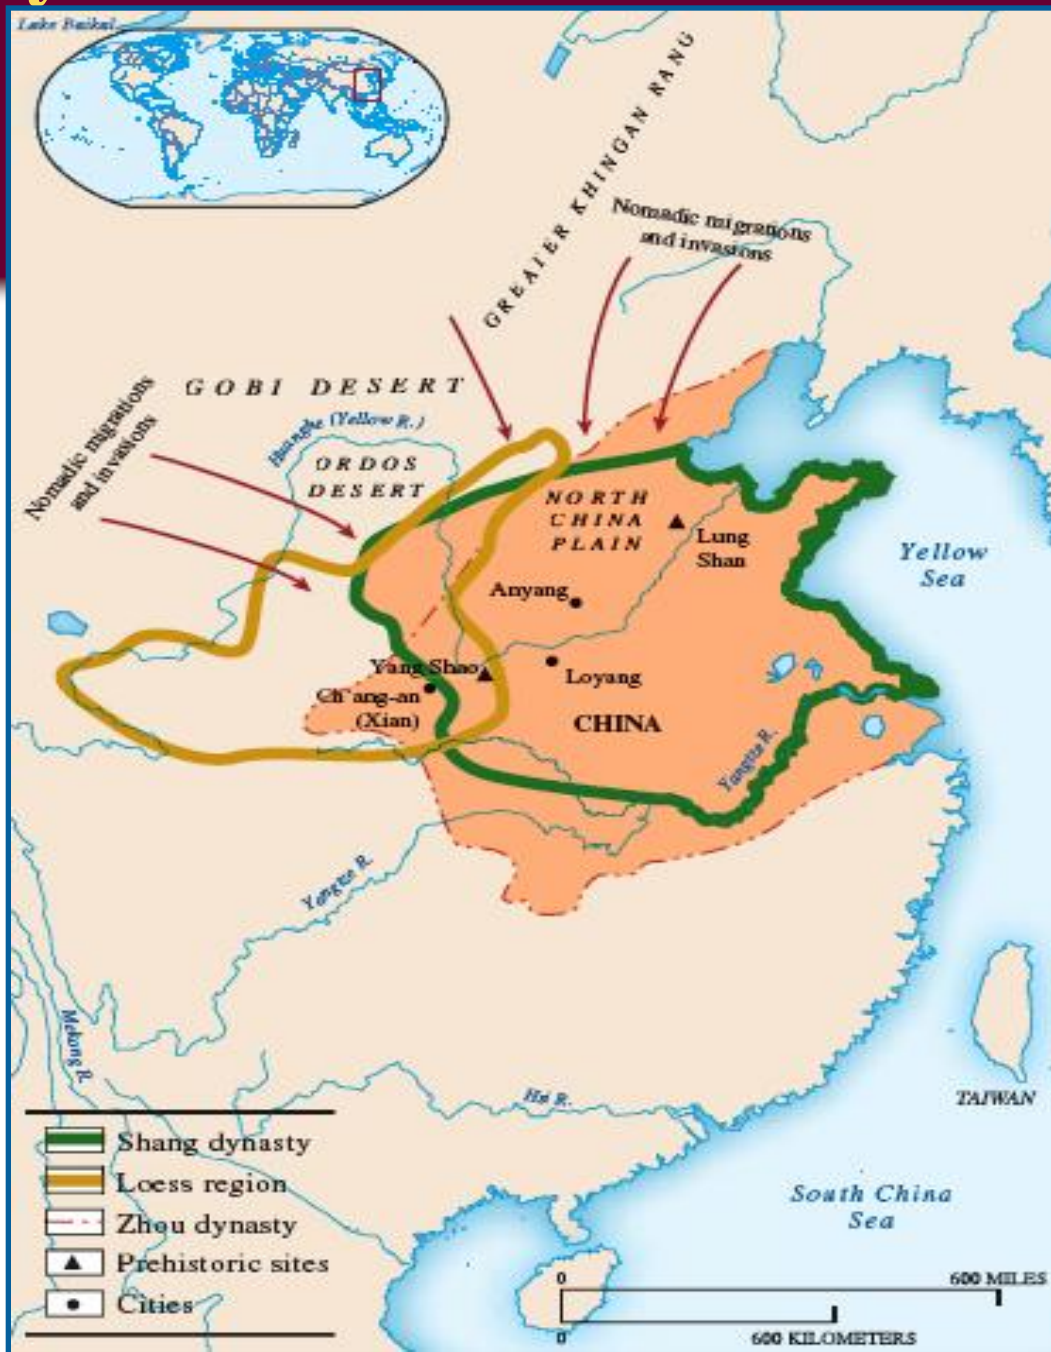 Lake Baikal
GREATER KHINGAN RANG
Nomadic migrations
and invasions
GOBI DESERT
Nomadic migrations
and invasions
Huanghe (Yellow R.)
ORDOS
DESERT
NORTH
CHINA
PLAIN
Lung
Shan
Yellow
Sea
Anyang
Yang Shao
Loyang
Ch'ang-an
(Xian)
CHINA
Yangtze R.
Yangtze R.
Mekong R.
Hsi R.
TAIWAN
Shang dynasty
Loess region
Zhou dynasty
Prehistoric sites
Cities
South China
Sea
0
600 MILES
0
600 KILOMETERS